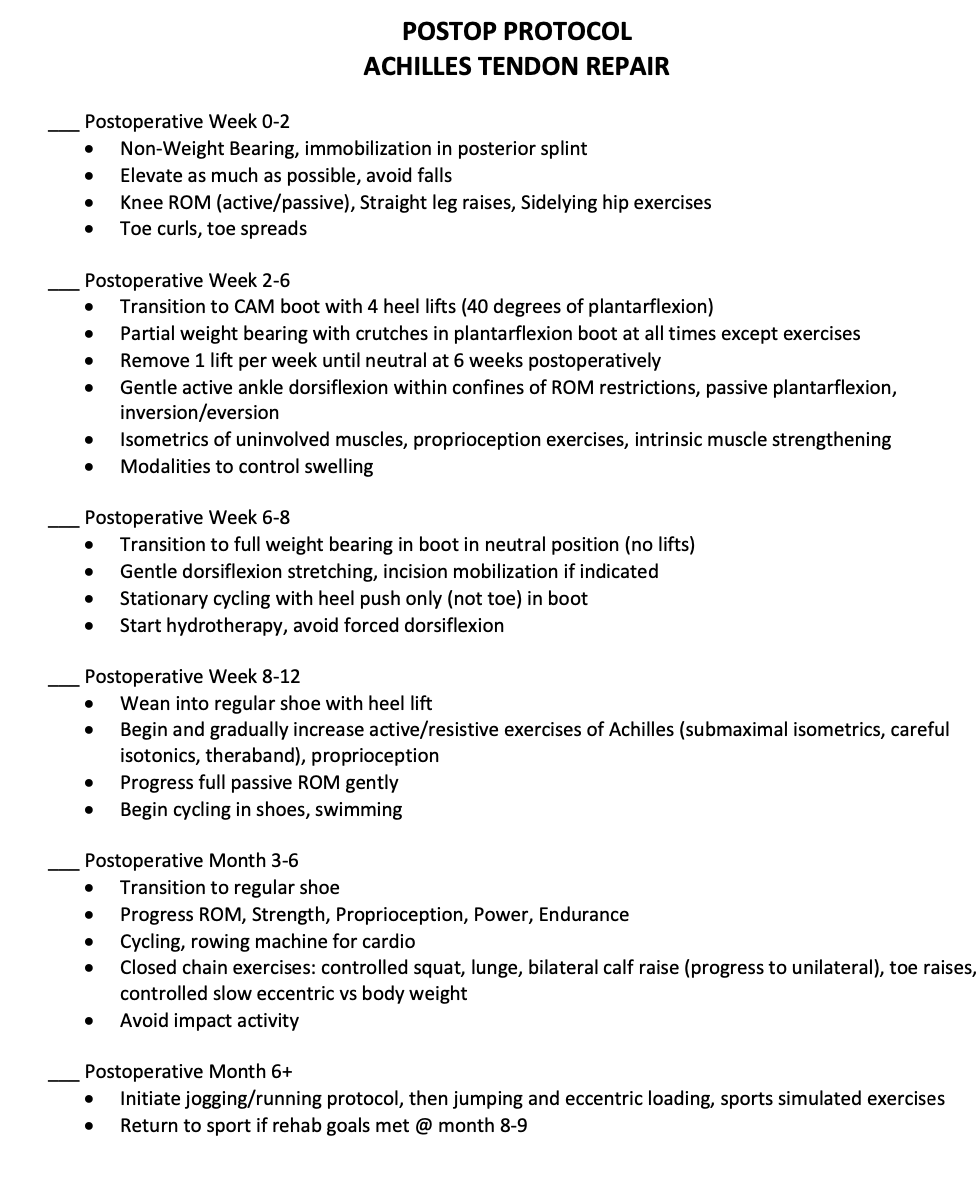 POSTOP PROTOCOL
ACHILLES TENDON REPAIR
___ Postoperative Week 0-2
• Non-Weight Bearing, immobilization in posterior splint
• Elevate as much as possible, avoid falls
• Knee ROM (active/passive), Straight leg raises, Sidelying hip exercises
• Toe curls, toe spreads
___ Postoperative Week 2-6
• Transition to CAM boot with 4 heel lifts (40 degrees of plantarflexion)
• Partial weight bearing with crutches in plantarflexion boot at all times except exercises
• Remove 1 lift per week until neutral at 6 weeks postoperatively
• Gentle active ankle dorsiflexion within confines of ROM restrictions, passive plantarflexion,
inversion/eversion
• Isometrics of uninvolved muscles, proprioception exercises, intrinsic muscle strengthening
• Modalities to control swelling
___ Postoperative Week 6-8
• Transition to full weight bearing in boot in neutral position (no lifts)
• Gentle dorsiflexion stretching, incision mobilization if indicated
• Stationary cycling with heel push only (not toe) in boot
• Start hydrotherapy, avoid forced dorsiflexion
___ Postoperative Week 8-12
• Wean into regular shoe with heel lift
• Begin and gradually increase active/resistive exercises of Achilles (submaximal isometrics, careful
isotonics, theraband), proprioception
• Progress full passive ROM gently
• Begin cycling in shoes, swimming
___ Postoperative Month 3-6
• Transition to regular shoe
• Progress ROM, Strength, Proprioception, Power, Endurance
• Cycling, rowing machine for cardio
• Closed chain exercises: controlled squat, lunge, bilateral calf raise (progress to unilateral), toe raises,
controlled slow eccentric vs body weight
• Avoid impact activity
___ Postoperative Month 6+
• Initiate jogging/running protocol, then jumping and eccentric loading, sports simulated exercises
• Return to sport if rehab goals met @ month 8-9